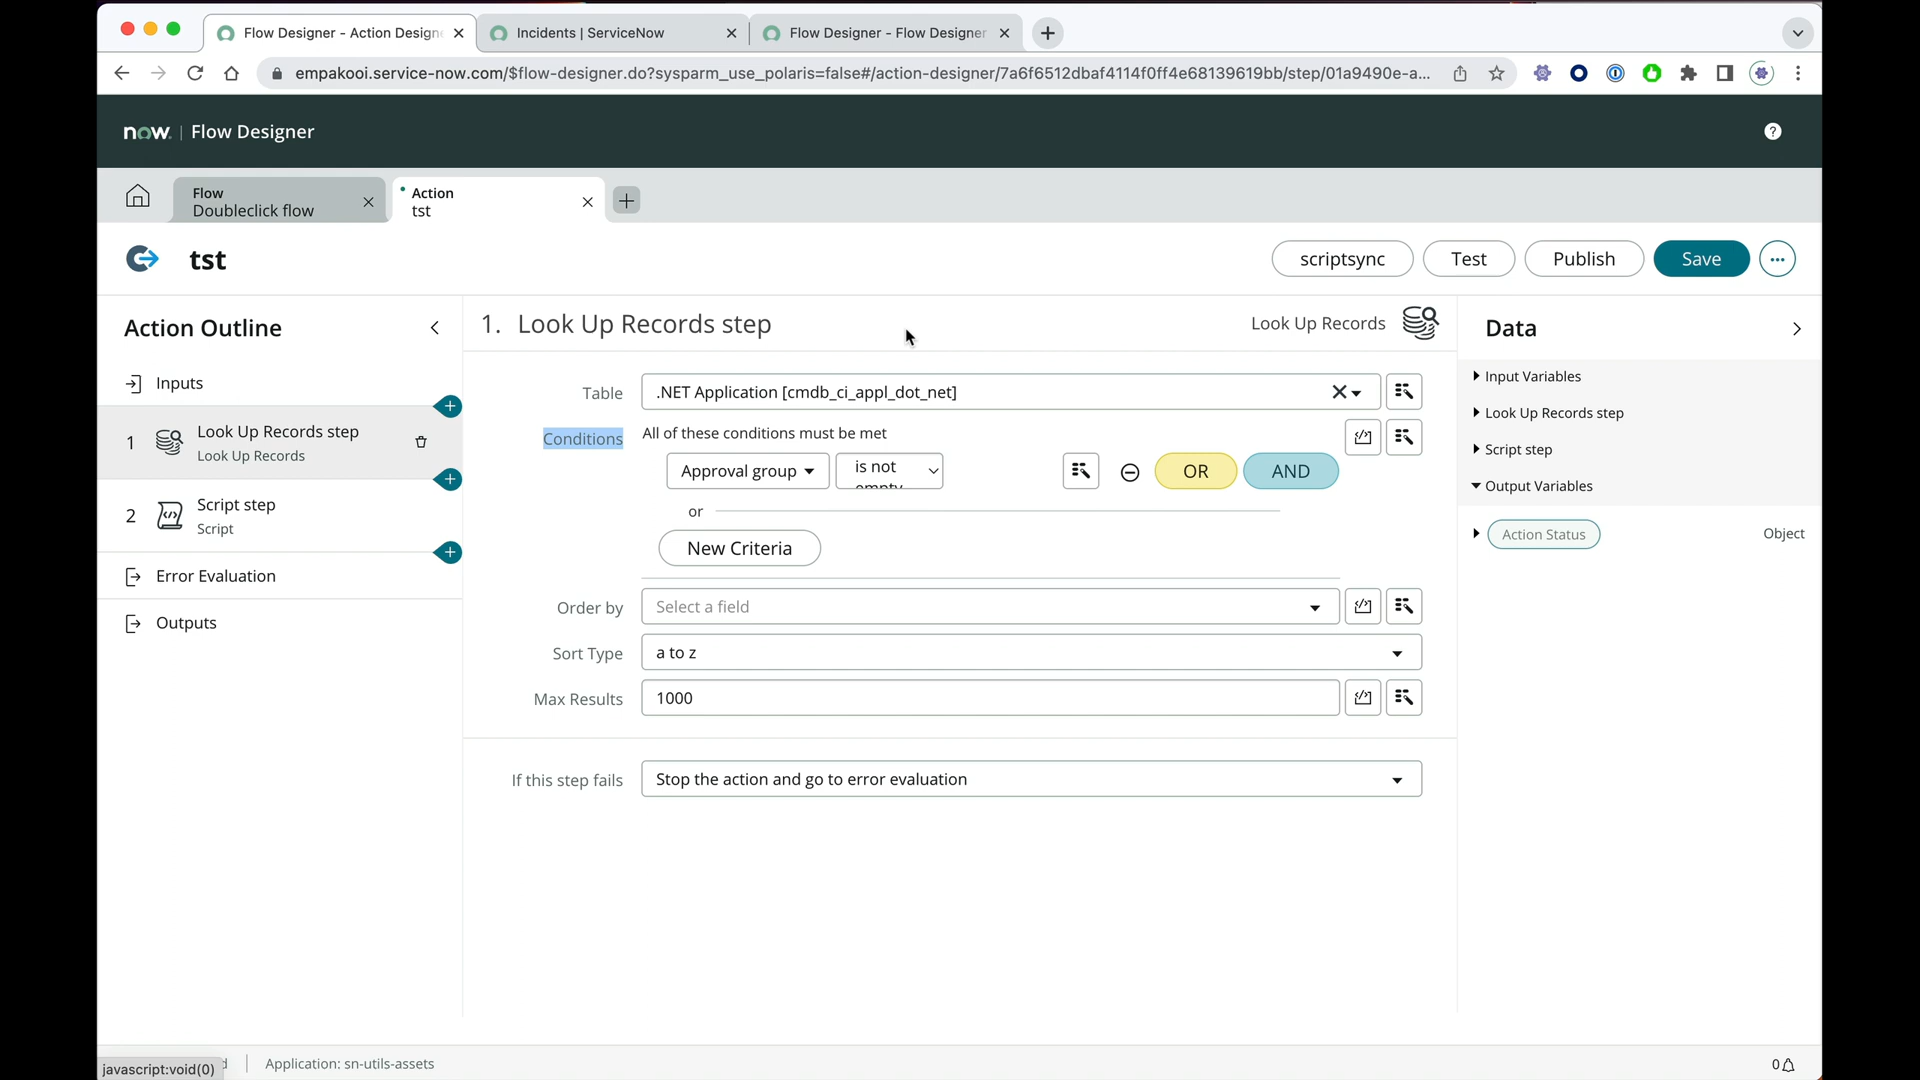 Flow Designer - Action Designe
Incidents | ServiceNow
Flow Designer - Flow Designer
empakooi.service-now.com/$flow-designer.do?sysparm_use_polaris=false#/action-designer/7a6f6512dbaf4114f0ff4e68139619bb/step/01a9490e-a...
now. | Flow Designer
?
Flow
Doubleclick flow
Action
tst
tst
scriptsync
Test
Publish
Save
Action Outline
Inputs
1
Look Up Records step
Look Up Records
2
Script step
Script
Error Evaluation
Outputs
1. Look Up Records step
Look Up Records
Table
.NET Application [cmdb_ci_appl_dot_net]
Conditions
All of these conditions must be met
Approval group
is not
empty
OR
AND
or
New Criteria
Order by
Select a field
Sort Type
a to z
Max Results
1000
If this step fails
Stop the action and go to error evaluation
Data
Input Variables
Look Up Records step
Script step
Output Variables
Action Status
Object
javascript:void(0)
d
Application: sn-utils-assets
0